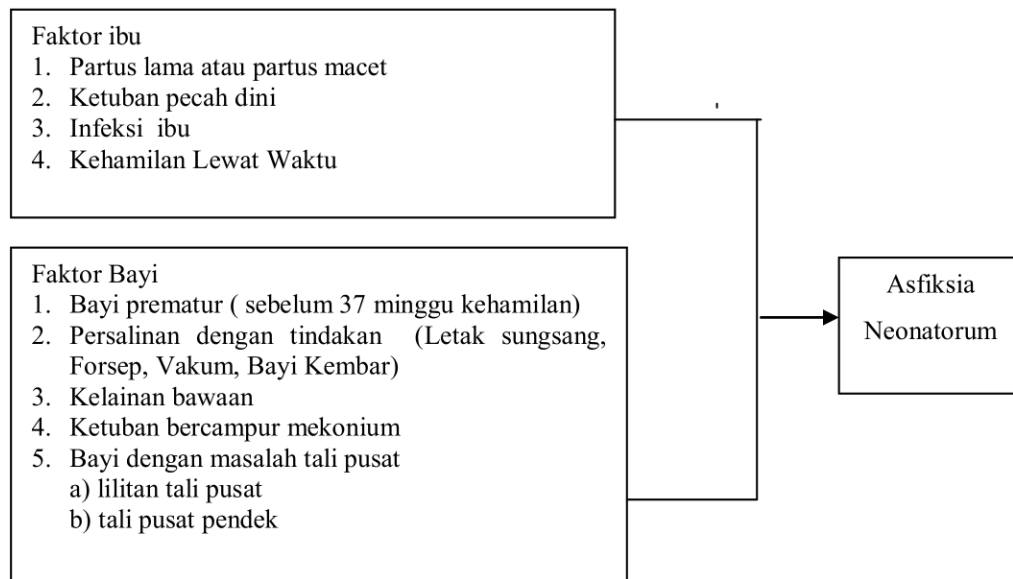 Faktor ibu
1. Partus lama atau partus macet
2. Ketuban pecah dini
3. Infeksi ibu
4. Kehamilan Lewat Waktu
Faktor Bayi
1. Bayi prematur ( sebelum 37 minggu kehamilan)
2. Persalinan dengan tindakan (Letak sungsang,
Forsep, Vakum, Bayi Kembar)
3. Kelainan bawaan
4. Ketuban bercampur mekonium
5. Bayi dengan masalah tali pusat
a) lilitan tali pusat
b) tali pusat pendek
Asfiksia
Neonatorum